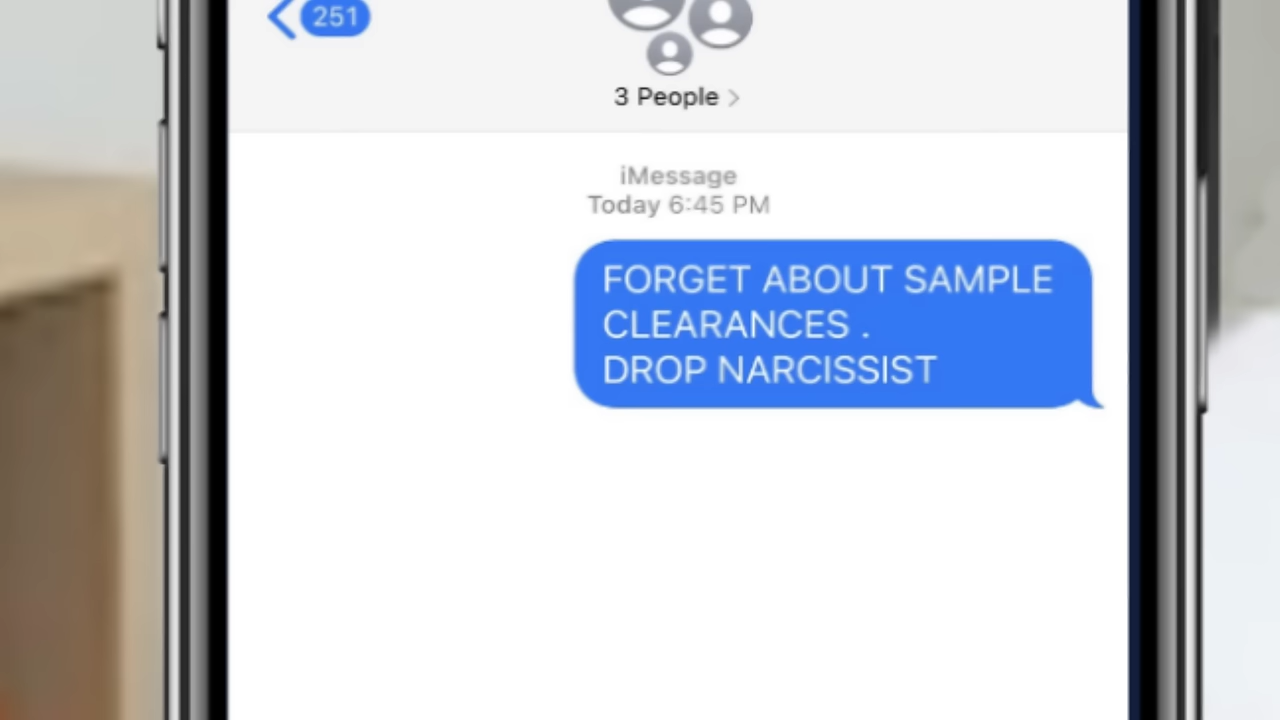 251
3 People
iMessage
Today 6:45 PM
FORGET ABOUT SAMPLE
CLEARANCES .
DROP NARCISSIST